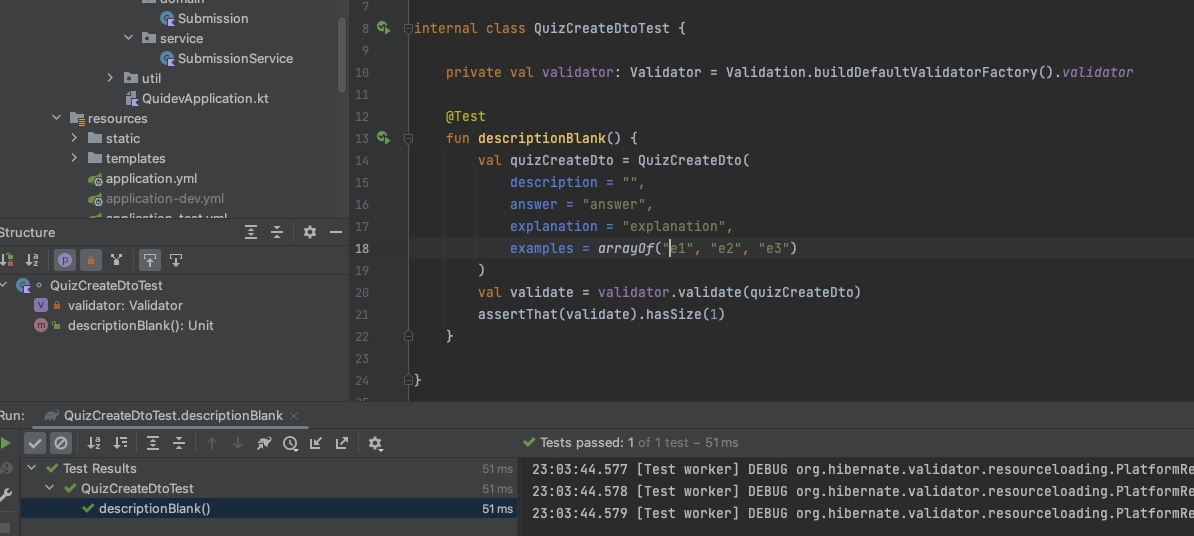 domain
Submission
service
SubmissionService
util
QuidevApplication.kt
resources
static
templates
application.yml
application-dev.yml
application-test.yml
Structure
QuizCreateDtoTest
validator: Validator
descriptionBlank(): Unit
7
8 internal class QuizCreateDtoTest {
9
10 private val validator: Validator = Validation.buildDefaultValidatorFactory().validator
11
12 @Test
13 fun descriptionBlank() {
14 val quizCreateDto = QuizCreateDto(
15 description = "",
16 answer = "answer",
17 explanation = "explanation",
18 examples = arrayOf("e1", "e2", "e3")
19 )
20 val validate = validator.validate(quizCreateDto)
21 assertThat(validate).hasSize(1)
22 }
23
24 }
Run: QuizCreateDtoTest.descriptionBlank ×
Tests passed: 1 of 1 test – 51 ms
Test Results 51 ms
QuizCreateDtoTest 51 ms
descriptionBlank() 51 ms
23:03:44.577 [Test worker] DEBUG org.hibernate.validator.resourceloading.PlatformRe
23:03:44.578 [Test worker] DEBUG org.hibernate.validator.resourceloading.PlatformRe
23:03:44.579 [Test worker] DEBUG org.hibernate.validator.resourceloading.PlatformRe